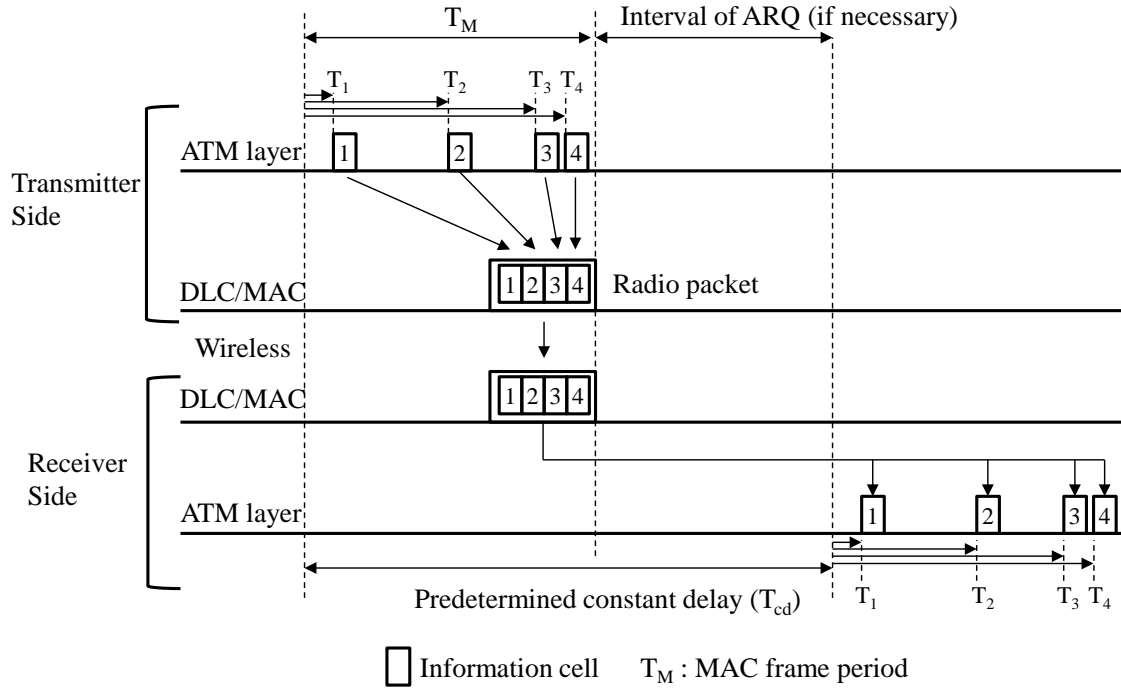 T_M
Interval of ARQ (if necessary)
T_1 T_2 T_3 T_4
Transmitter
Side
ATM layer
1 2 3 4
DLC/MAC
1 2 3 4
Radio packet
Wireless
Receiver
Side
DLC/MAC
1 2 3 4
ATM layer
1 2 3 4
Predetermined constant delay (T_cd)
T_1 T_2 T_3 T_4
Information cell
T_M : MAC frame period